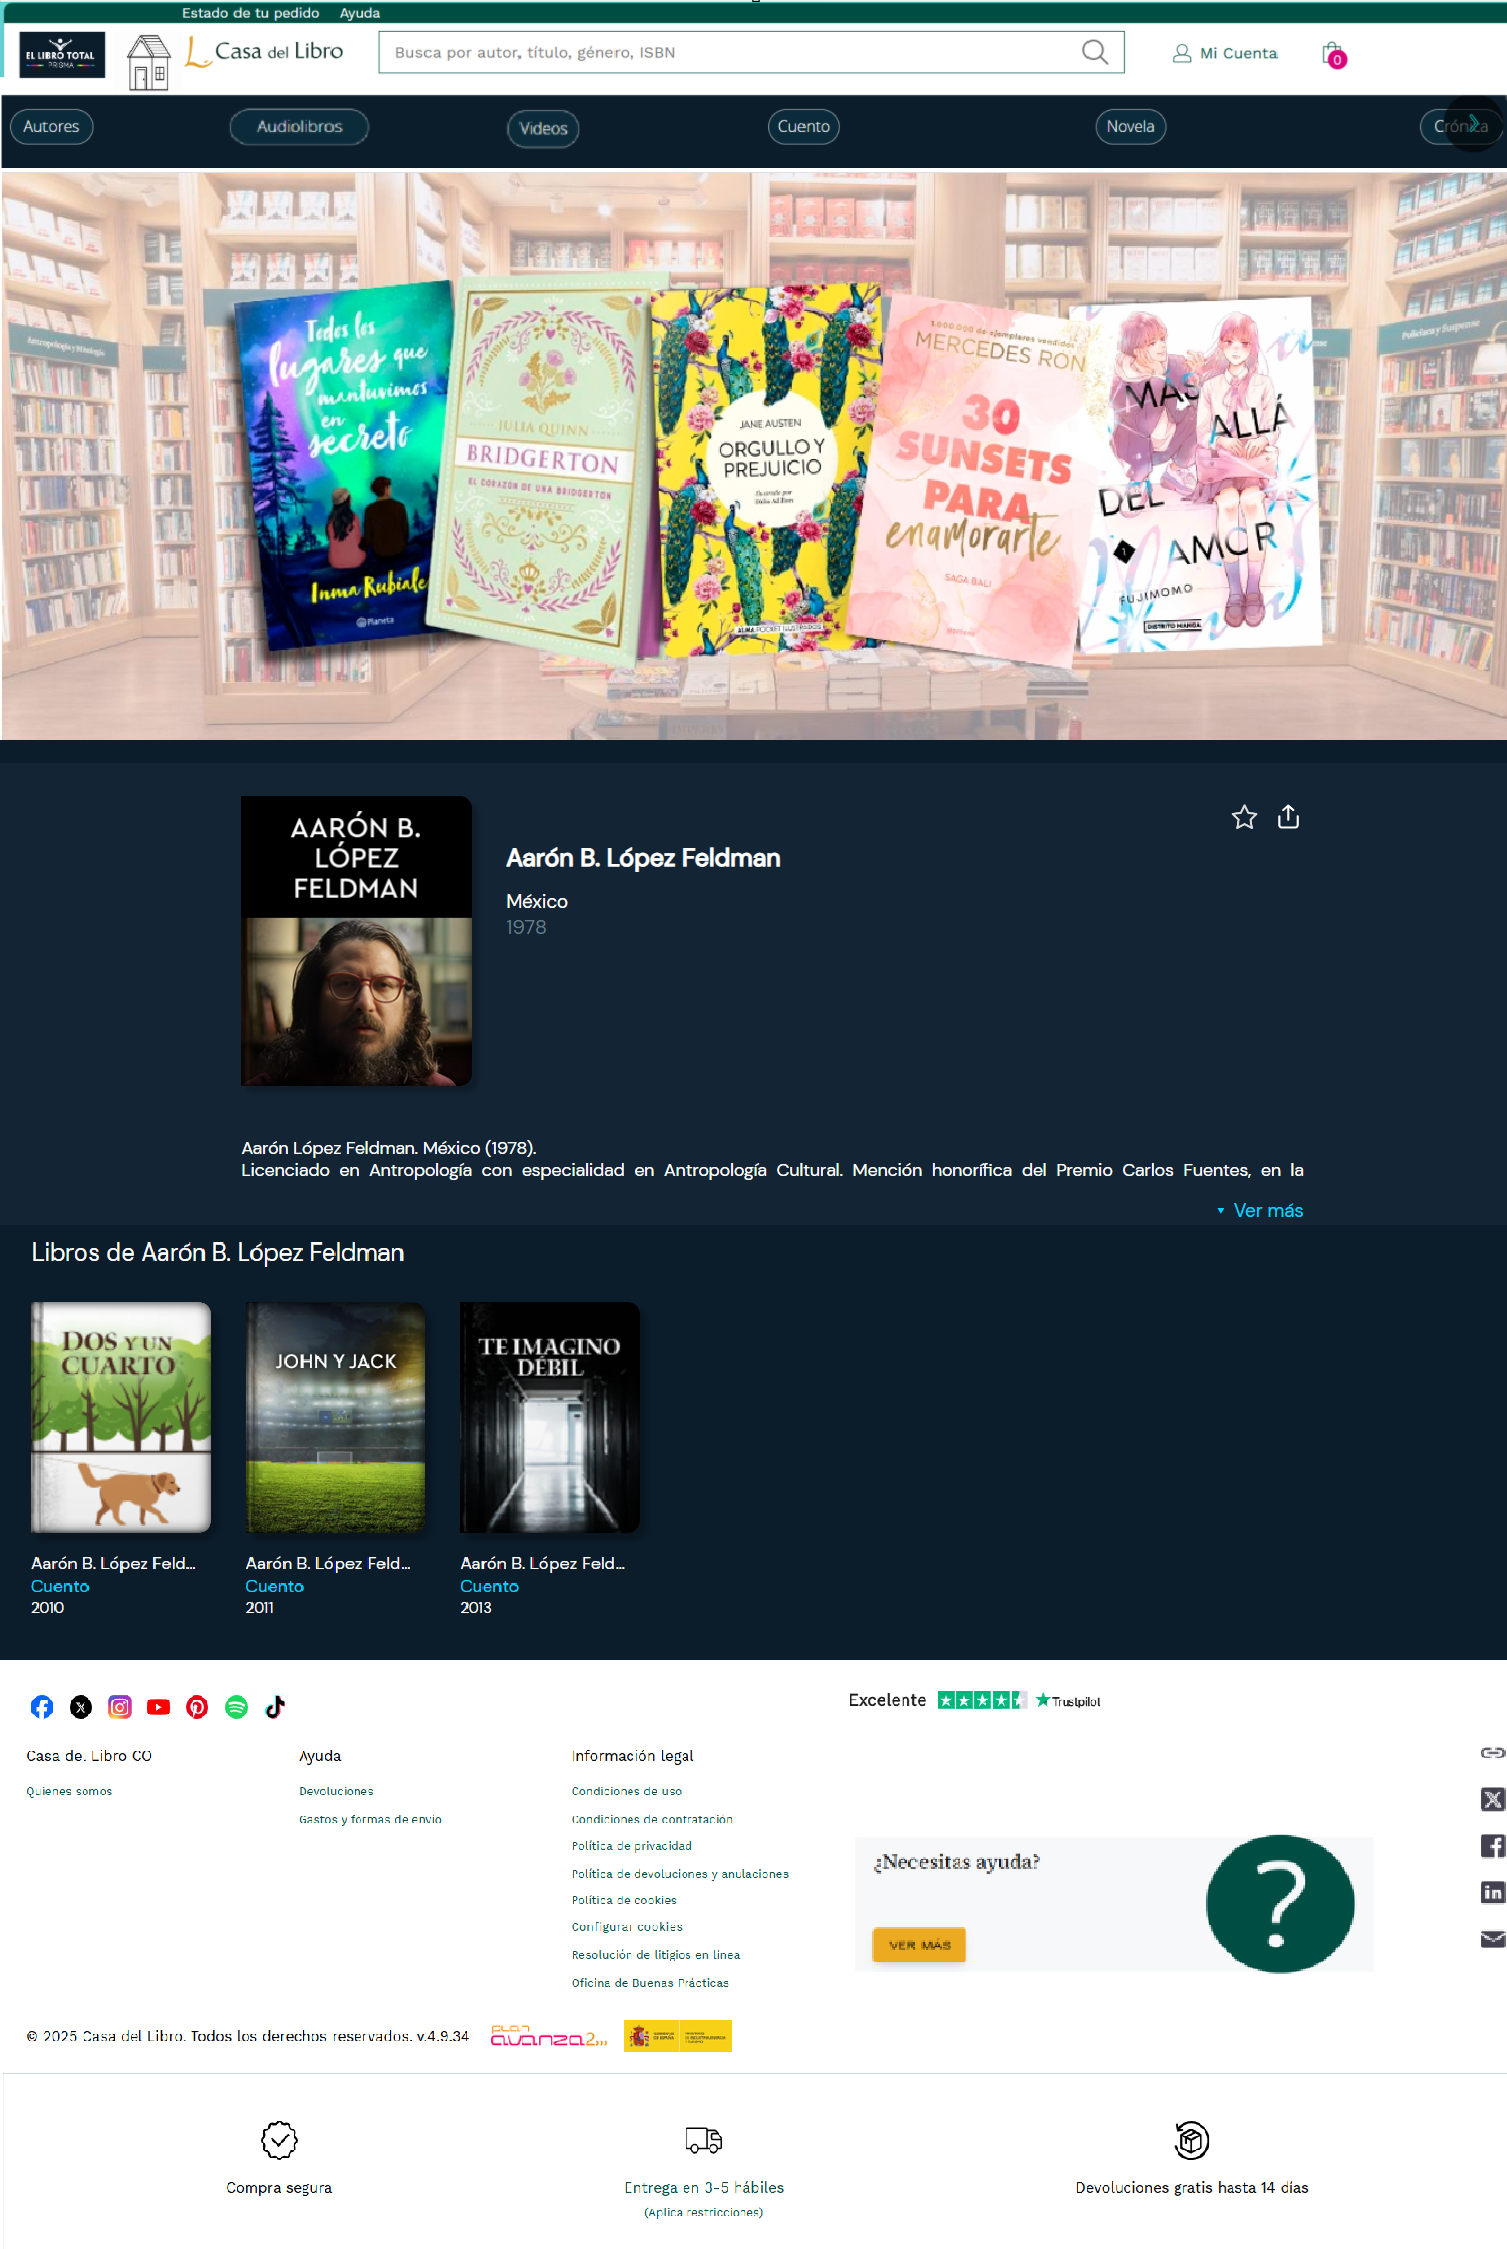 Estado de tu pedido Ayuda
EL LIBRO TOTAL
PRISMA
Casa del Libro
Busca por autor, título, género, ISBN
Mi Cuenta
0
Autores
Audiolibros
Videos
Cuento
Novela
Crónica
Antropología y Mitología
Policiaca y Suspense
Todos los
lugares que
mantuvimos
en
secreto
Inma Rubiales
Planeta
JULIA QUINN
BRIDGERTON
EL CORAZÓN DE UNA BRIDGERTON
JANE AUSTEN
ORGULLO Y
PREJUICIO
ALMA POCKET ILUSTRADOS
1.000.000 de ejemplares vendidos
MERCEDES RON
30
SUNSETS
PARA
enamorarte
SAGA BALI
MÁS
ALLÁ
DEL
AMOR
1
FUJIMOMO
DISTRITO MANGA
AARÓN B.
LÓPEZ
FELDMAN
Aarón B. López Feldman
México
1978
Aarón López Feldman. México (1978).
Licenciado en Antropología con especialidad en Antropología Cultural. Mención honorífica del Premio Carlos Fuentes, en la
Ver más
Libros de Aarón B. López Feldman
DOS Y UN
CUARTO
JOHN Y JACK
TE IMAGINO
DÉBIL
Aarón B. López Feld...
Cuento
2010
Aarón B. López Feld...
Cuento
2011
Aarón B. López Feld...
Cuento
2013
Excelente
Trustpilot
Casa de. Libro CO
Quienes somos
Ayuda
Devoluciones
Gastos y formas de envío
Información legal
Condiciones de uso
Condiciones de contratación
Política de privacidad
Política de devoluciones y anulaciones
Política de cookies
Configurar cookies
Resolución de litigios en línea
Oficina de Buenas Prácticas
¿Necesitas ayuda?
?
VER MÁS
© 2025 Casa del Libro. Todos los derechos reservados. v.4.9.34
PLan
avanza2
Compra segura
Entrega en 3-5 hábiles
(Aplica restricciones)
Devoluciones gratis hasta 14 días